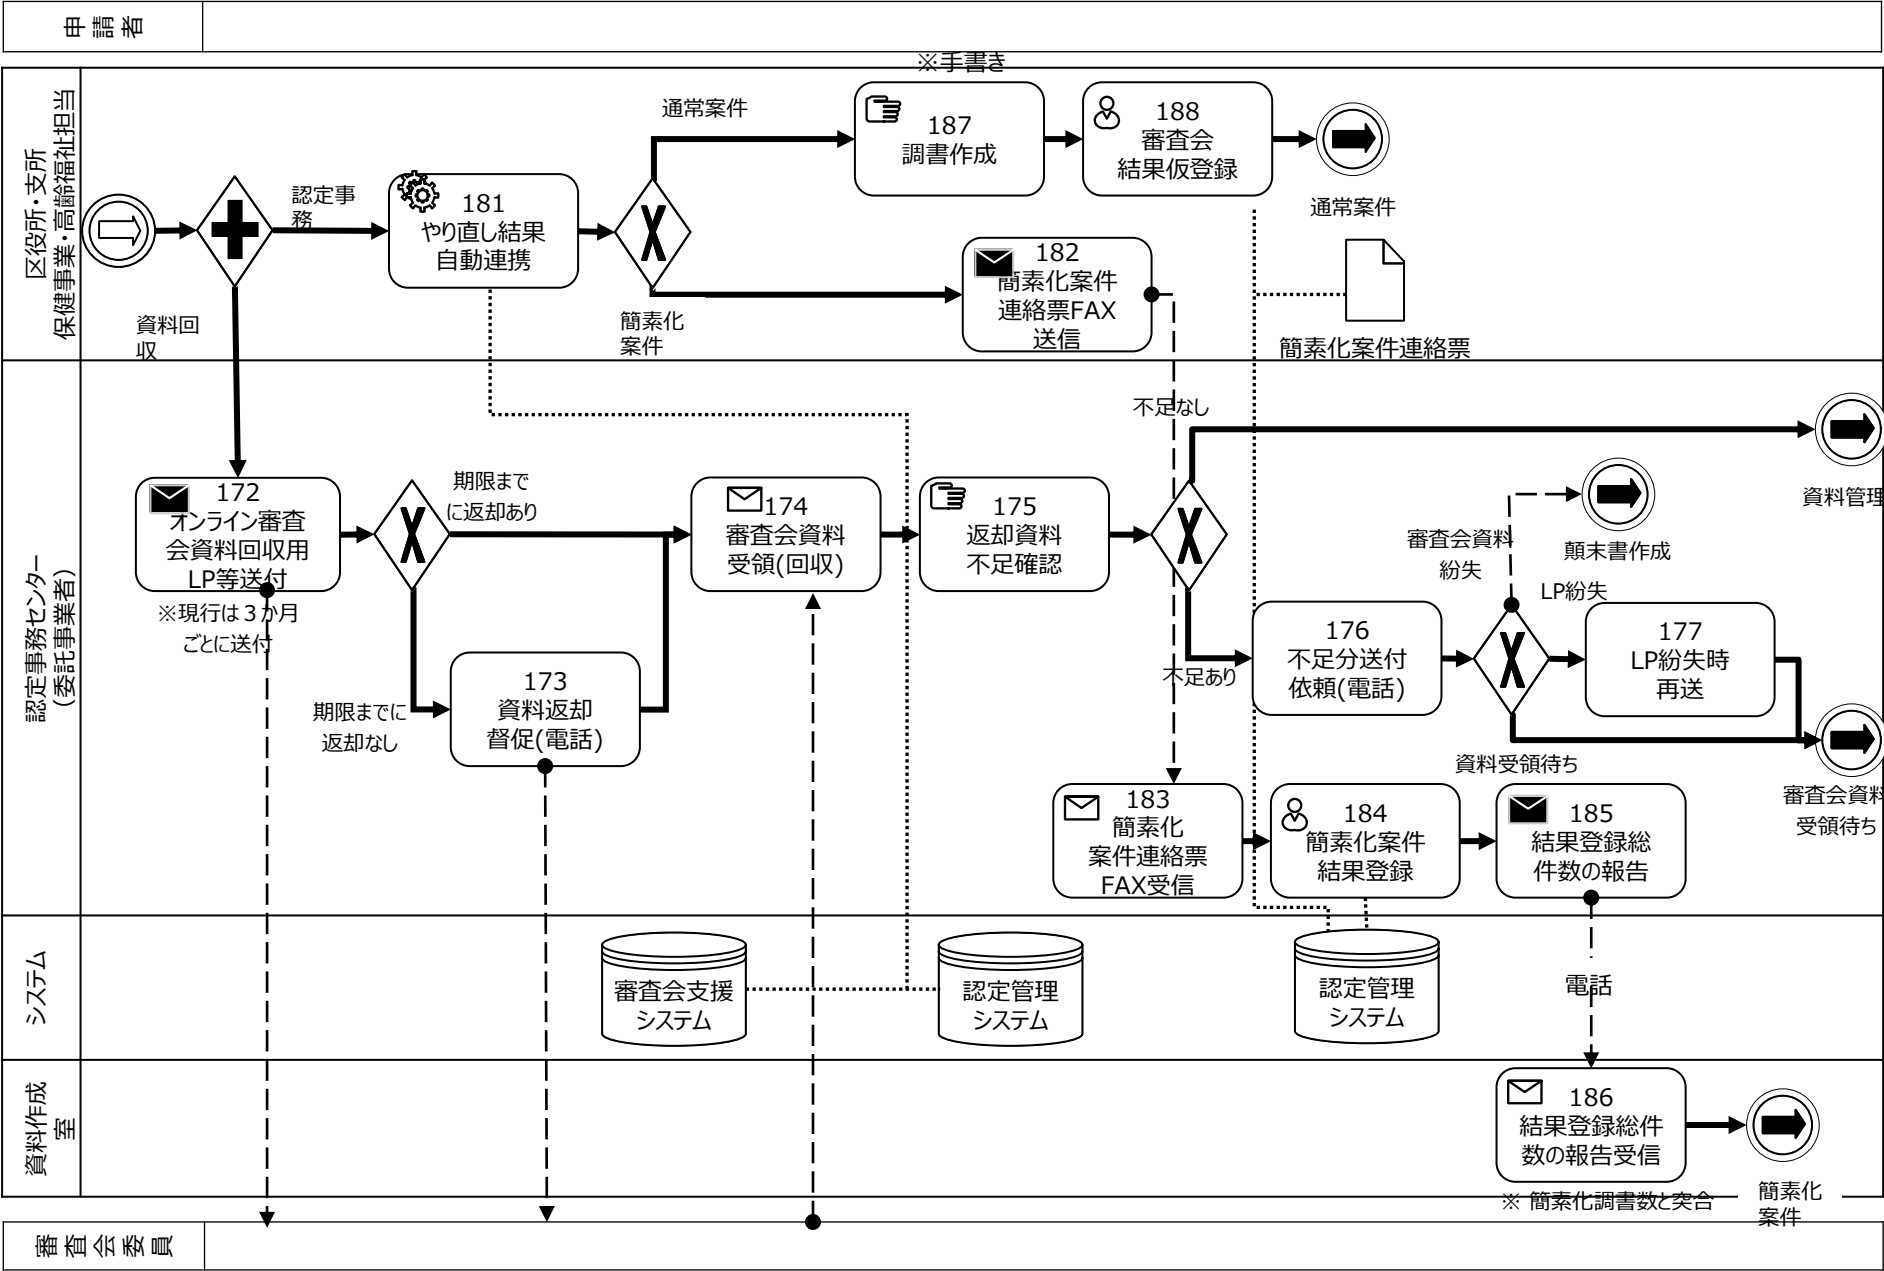 申請者
※手書き
区役所・支所
保健事業・高齢福祉担当
通常案件
187
調書作成
188
審査会
結果仮登録
通常案件
認定事
務
181
やり直し結果
自動連携
182
簡素化案件
連絡票FAX
送信
簡素化案件連絡票
資料回
収
簡素化
案件
認定事務センター
(委託事業者)
不足なし
資料管理
172
オンライン審査
会資料回収用
LP等送付
※現行は３か月
ごとに送付
期限まで
に返却あり
174
審査会資料
受領(回収)
175
返却資料
不足確認
審査会資料
紛失
顛末書作成
LP紛失
期限までに
返却なし
173
資料返却
督促(電話)
不足あり
176
不足分送付
依頼(電話)
177
LP紛失時
再送
資料受領待ち
審査会資料
受領待ち
183
簡素化
案件連絡票
FAX受信
184
簡素化案件
結果登録
185
結果登録総
件数の報告
システム
審査会支援
システム
認定管理
システム
認定管理
システム
電話
資料作成
室
186
結果登録総件
数の報告受信
※ 簡素化調書数と突合
簡素化
案件
審査会委員